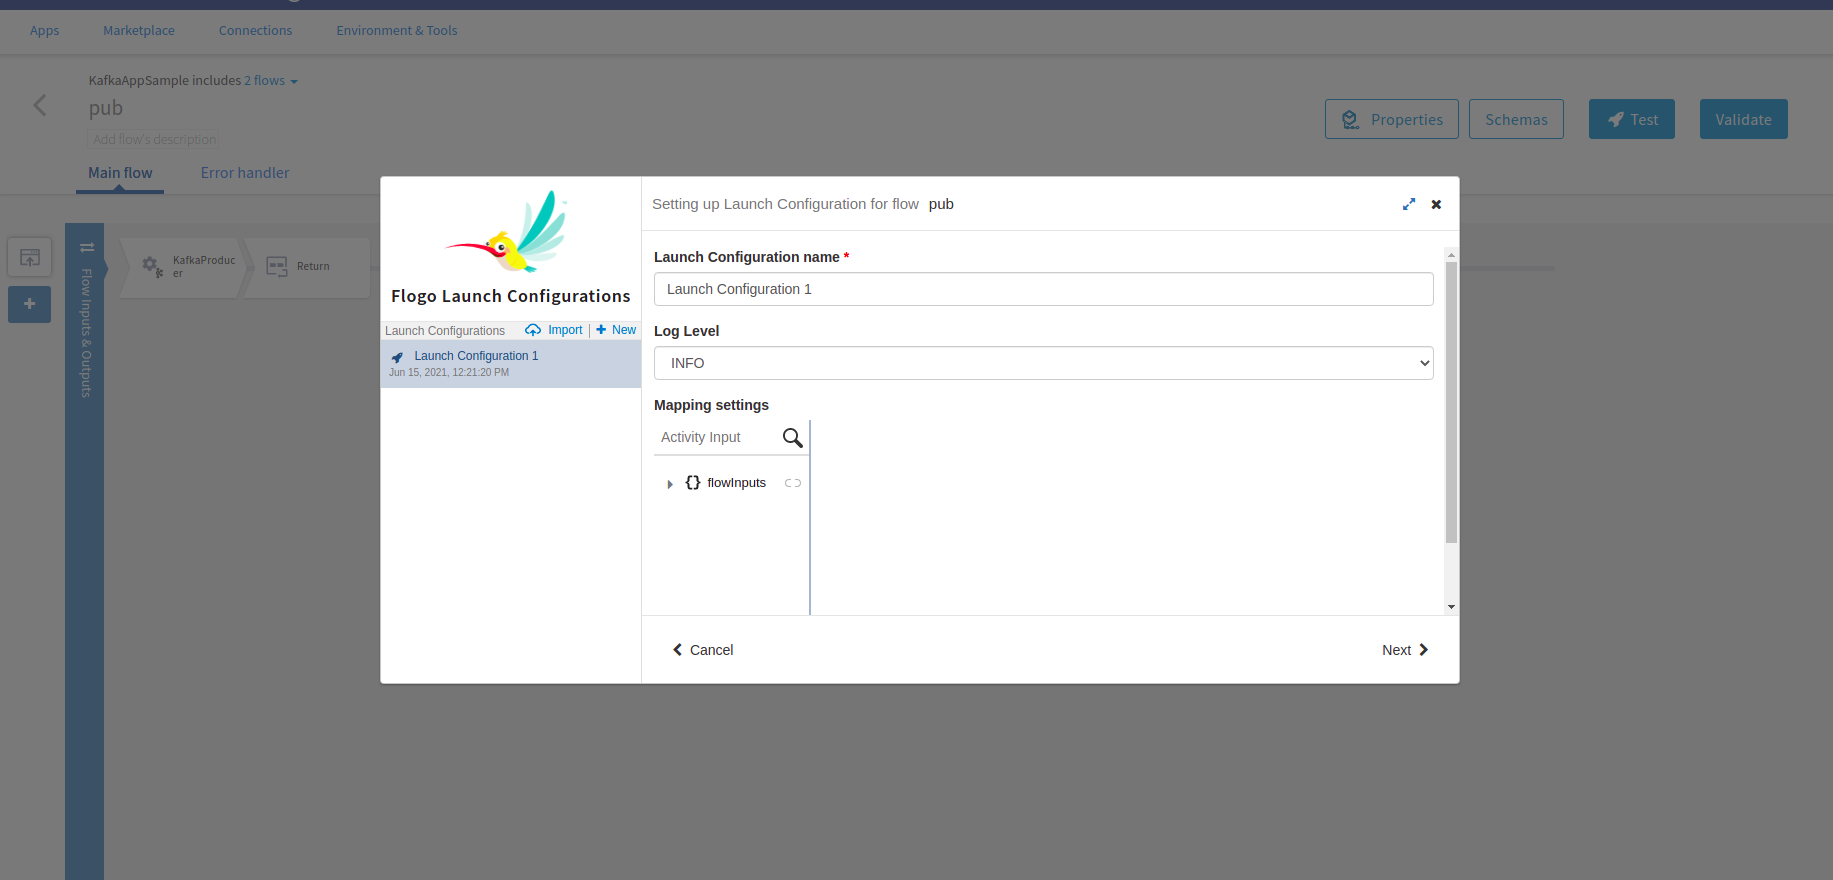 Apps Marketplace Connections Environment & Tools
KafkaAppSample includes 2 flows
pub
Add flow's description
Properties Schemas Test Validate
Main flow Error handler
Flow Inputs & Outputs
KafkaProduc
er
Return
Flogo Launch Configurations
Launch Configurations Import | New
Launch Configuration 1
Jun 15, 2021, 12:21:20 PM
Setting up Launch Configuration for flow pub
Launch Configuration name *
Launch Configuration 1
Log Level
INFO
Mapping settings
Activity Input
{} flowInputs
Cancel
Next